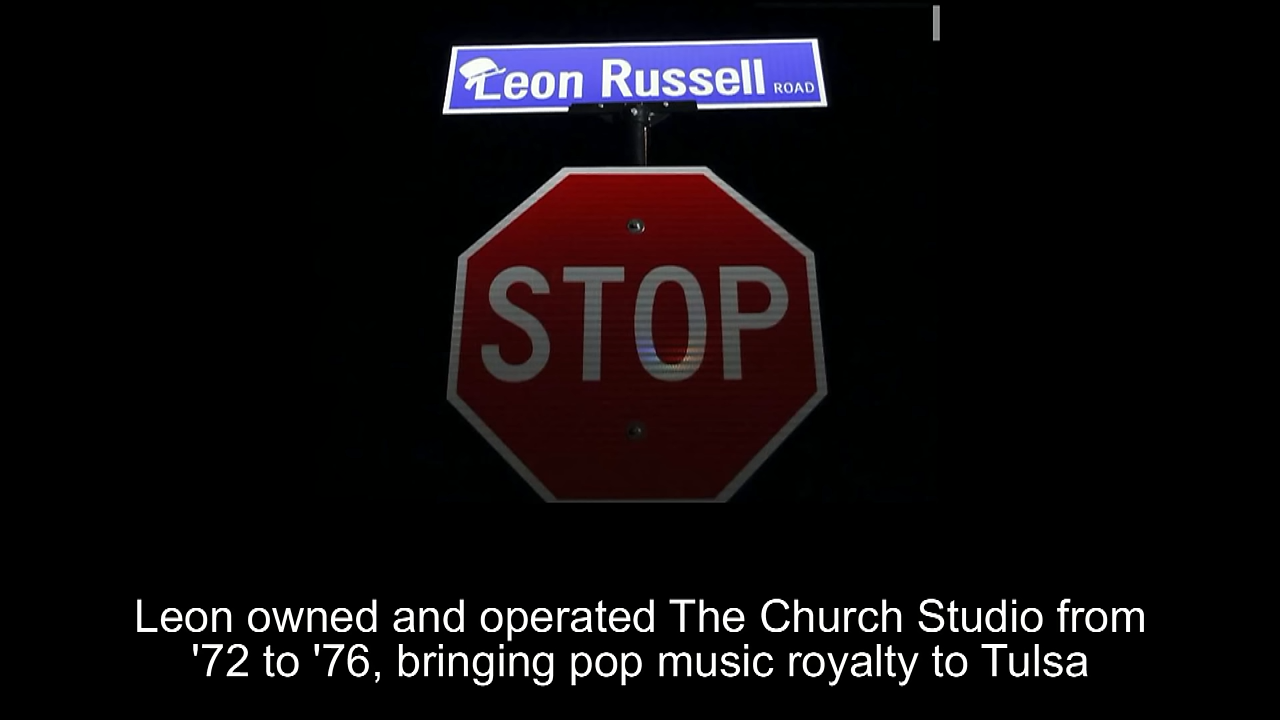 Leon Russell ROAD
STOP
Leon owned and operated The Church Studio from
'72 to '76, bringing pop music royalty to Tulsa